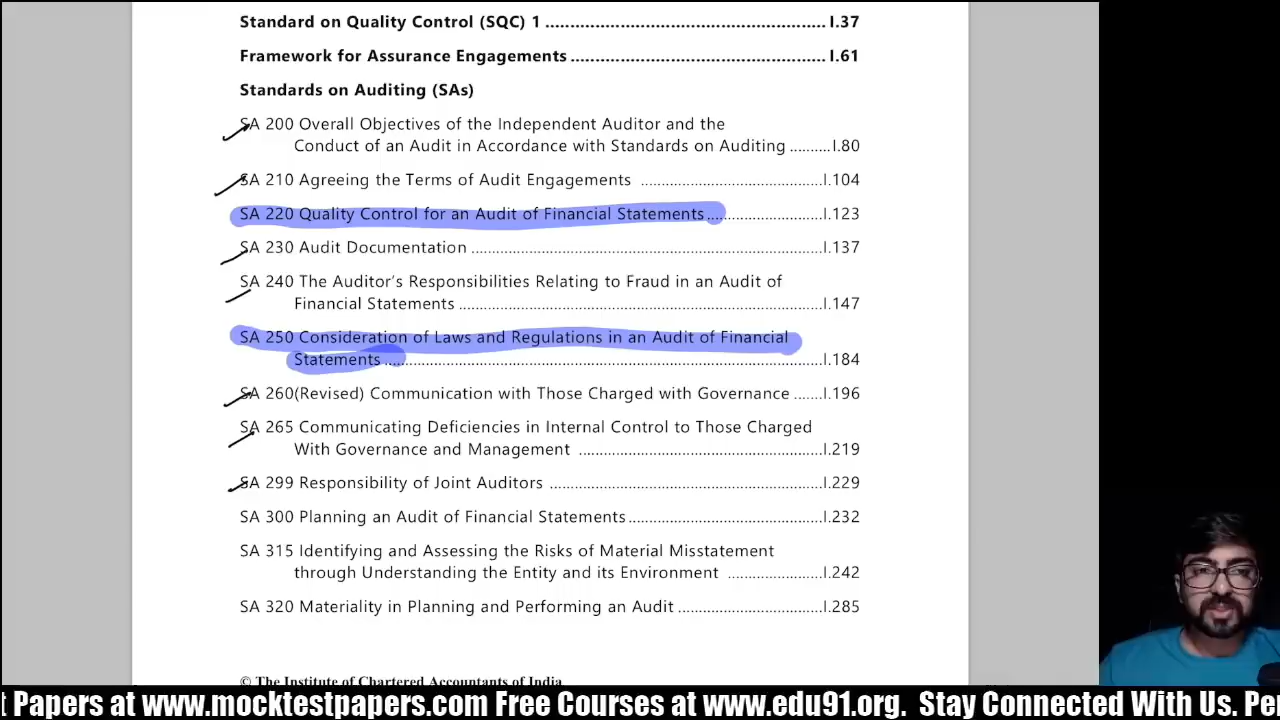 Standard on Quality Control (SQC) 1 ................................................................ I.37
Framework for Assurance Engagements ............................................................ I.61
Standards on Auditing (SAs)
SA 200 Overall Objectives of the Independent Auditor and the
Conduct of an Audit in Accordance with Standards on Auditing ..........I.80
SA 210 Agreeing the Terms of Audit Engagements .............................................I.104
SA 220 Quality Control for an Audit of Financial Statements.............................I.123
SA 230 Audit Documentation .......................................................................................I.137
SA 240 The Auditor's Responsibilities Relating to Fraud in an Audit of
Financial Statements ..........................................................................................I.147
SA 250 Consideration of Laws and Regulations in an Audit of Financial
Statements ...........................................................................................................I.184
SA 260(Revised) Communication with Those Charged with Governance .......I.196
SA 265 Communicating Deficiencies in Internal Control to Those Charged
With Governance and Management ............................................................I.219
SA 299 Responsibility of Joint Auditors ....................................................................I.229
SA 300 Planning an Audit of Financial Statements.................................................I.232
SA 315 Identifying and Assessing the Risks of Material Misstatement
through Understanding the Entity and its Environment .......................I.242
SA 320 Materiality in Planning and Performing an Audit ....................................I.285
© The Institute of Chartered Accountants of India
t Papers at www.mocktestpapers.com Free Courses at www.edu91.org. Stay Connected With Us. Pe